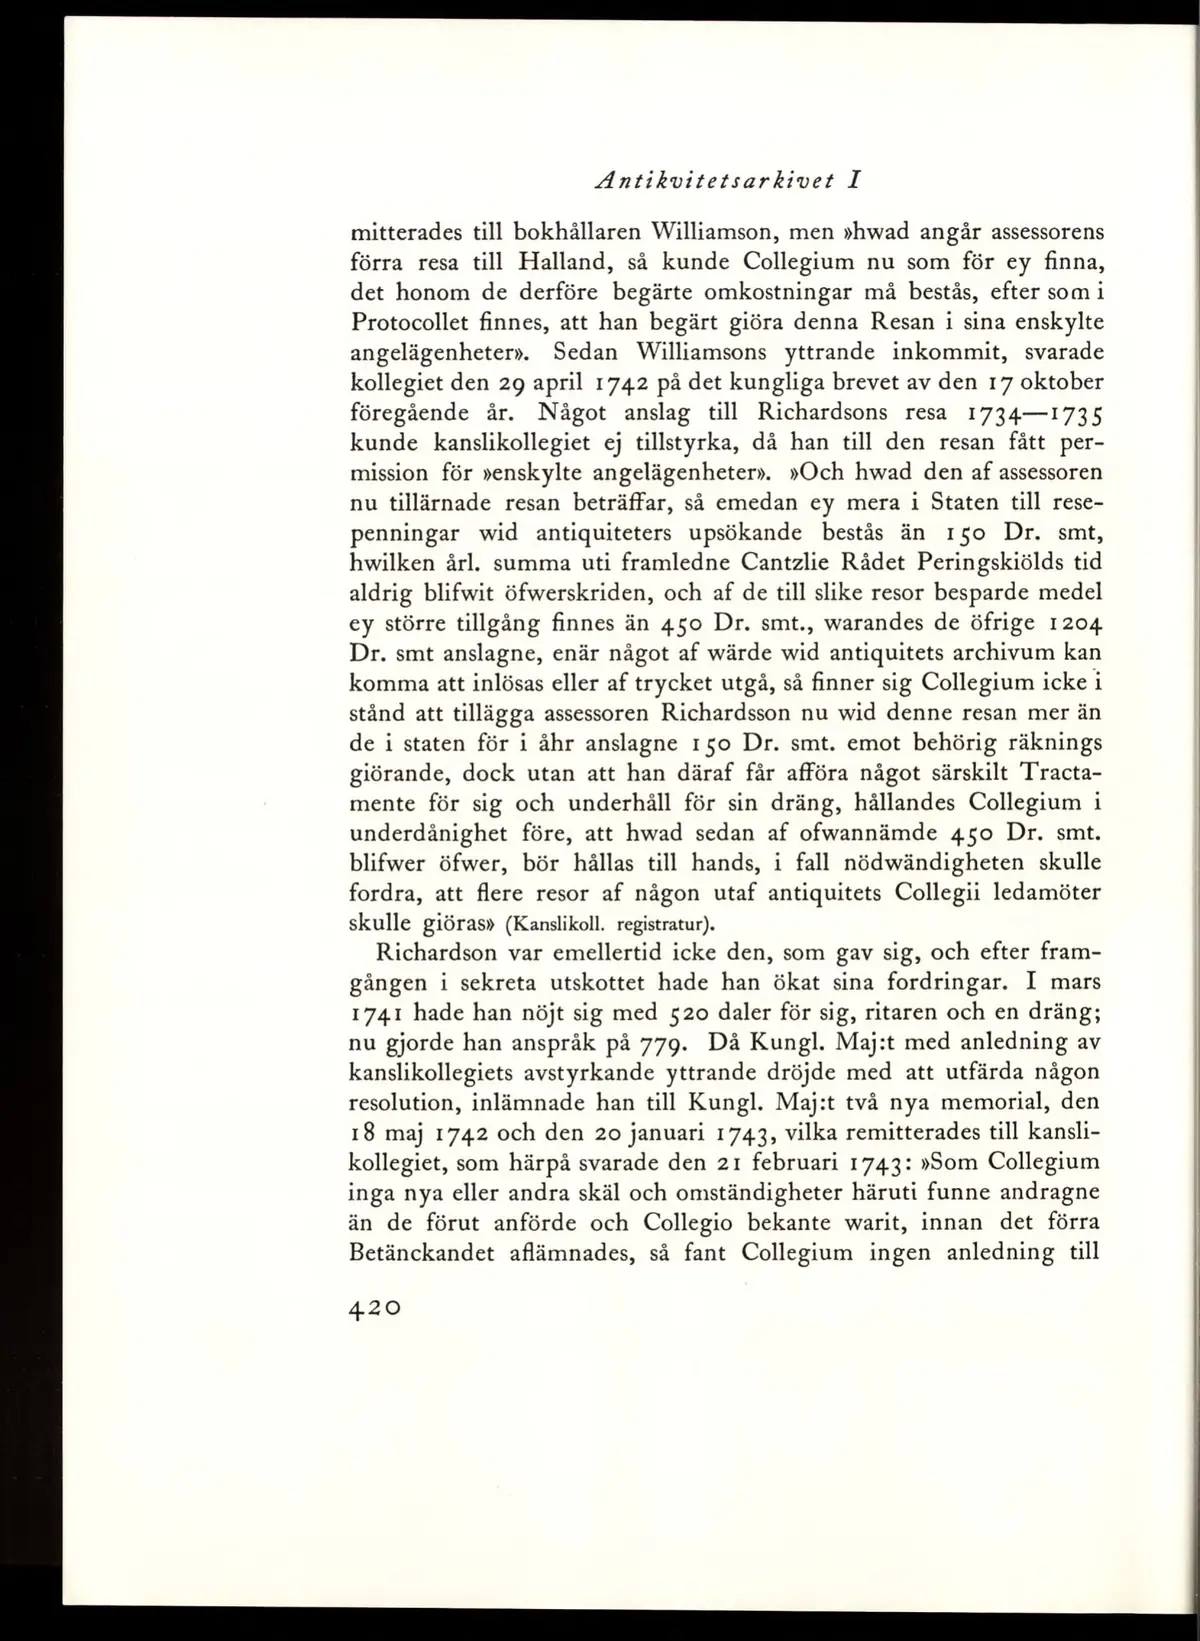 Antikvitetsarkivet I
mitterades till bokhållaren Williamson, men »hwad angår assessorens
förra resa till Halland, så kunde Collegium nu som för ey finna,
det honom de derföre begärte omkostningar må bestås, efter som i
Protocollet finnes, att han begärt giöra denna Resan i sina enskylte
angelägenheter». Sedan Williamsons yttrande inkommit, svarade
kollegiet den 29 april 1742 på det kungliga brevet av den 17 oktober
föregående år. Något anslag till Richardsons resa 1734—1735
kunde kanslikollegiet ej tillstyrka, då han till den resan fått per-
mission för »enskylte angelägenheter». »Och hwad den af assessoren
nu tillärnade resan beträffar, så emedan ey mera i Staten till rese-
penningar wid antiquiteters upsökande bestås än 150 Dr. smt,
hwilken årl. summa uti framledne Cantzlie Rådet Peringskiölds tid
aldrig blifwit öfwerskriden, och af de till slike resor besparde medel
ey större tillgång finnes än 450 Dr. smt., warandes de öfrige 1204
Dr. smt anslagne, enär något af wärde wid antiquitets archivum kan
komma att inlösas eller af trycket utgå, så finner sig Collegium icke i
stånd att tillägga assessoren Richardsson nu wid denne resan mer än
de i staten för i åhr anslagne 150 Dr. smt. emot behörig räknings
giörande, dock utan att han däraf får afföra något särskilt Tracta-
mente för sig och underhåll för sin dräng, hållandes Collegium i
underdånighet före, att hwad sedan af ofwannämde 450 Dr. smt.
blifwer öfwer, bör hållas till hands, i fall nödwändigheten skulle
fordra, att flere resor af någon utaf antiquitets Collegii ledamöter
skulle giöras» (Kanslikoll. registratur).
Richardson var emellertid icke den, som gav sig, och efter fram-
gången i sekreta utskottet hade han ökat sina fordringar. I mars
1741 hade han nöjt sig med 520 daler för sig, ritaren och en dräng;
nu gjorde han anspråk på 779. Då Kungl. Maj:t med anledning av
kanslikollegiets avstyrkande yttrande dröjde med att utfärda någon
resolution, inlämnade han till Kungl. Maj:t två nya memorial, den
18 maj 1742 och den 20 januari 1743, vilka remitterades till kansli-
kollegiet, som härpå svarade den 21 februari 1743: »Som Collegium
inga nya eller andra skäl och omständigheter häruti funne andragne
än de förut anförde och Collegio bekante warit, innan det förra
Betänckandet aflämnades, så fant Collegium ingen anledning till
420